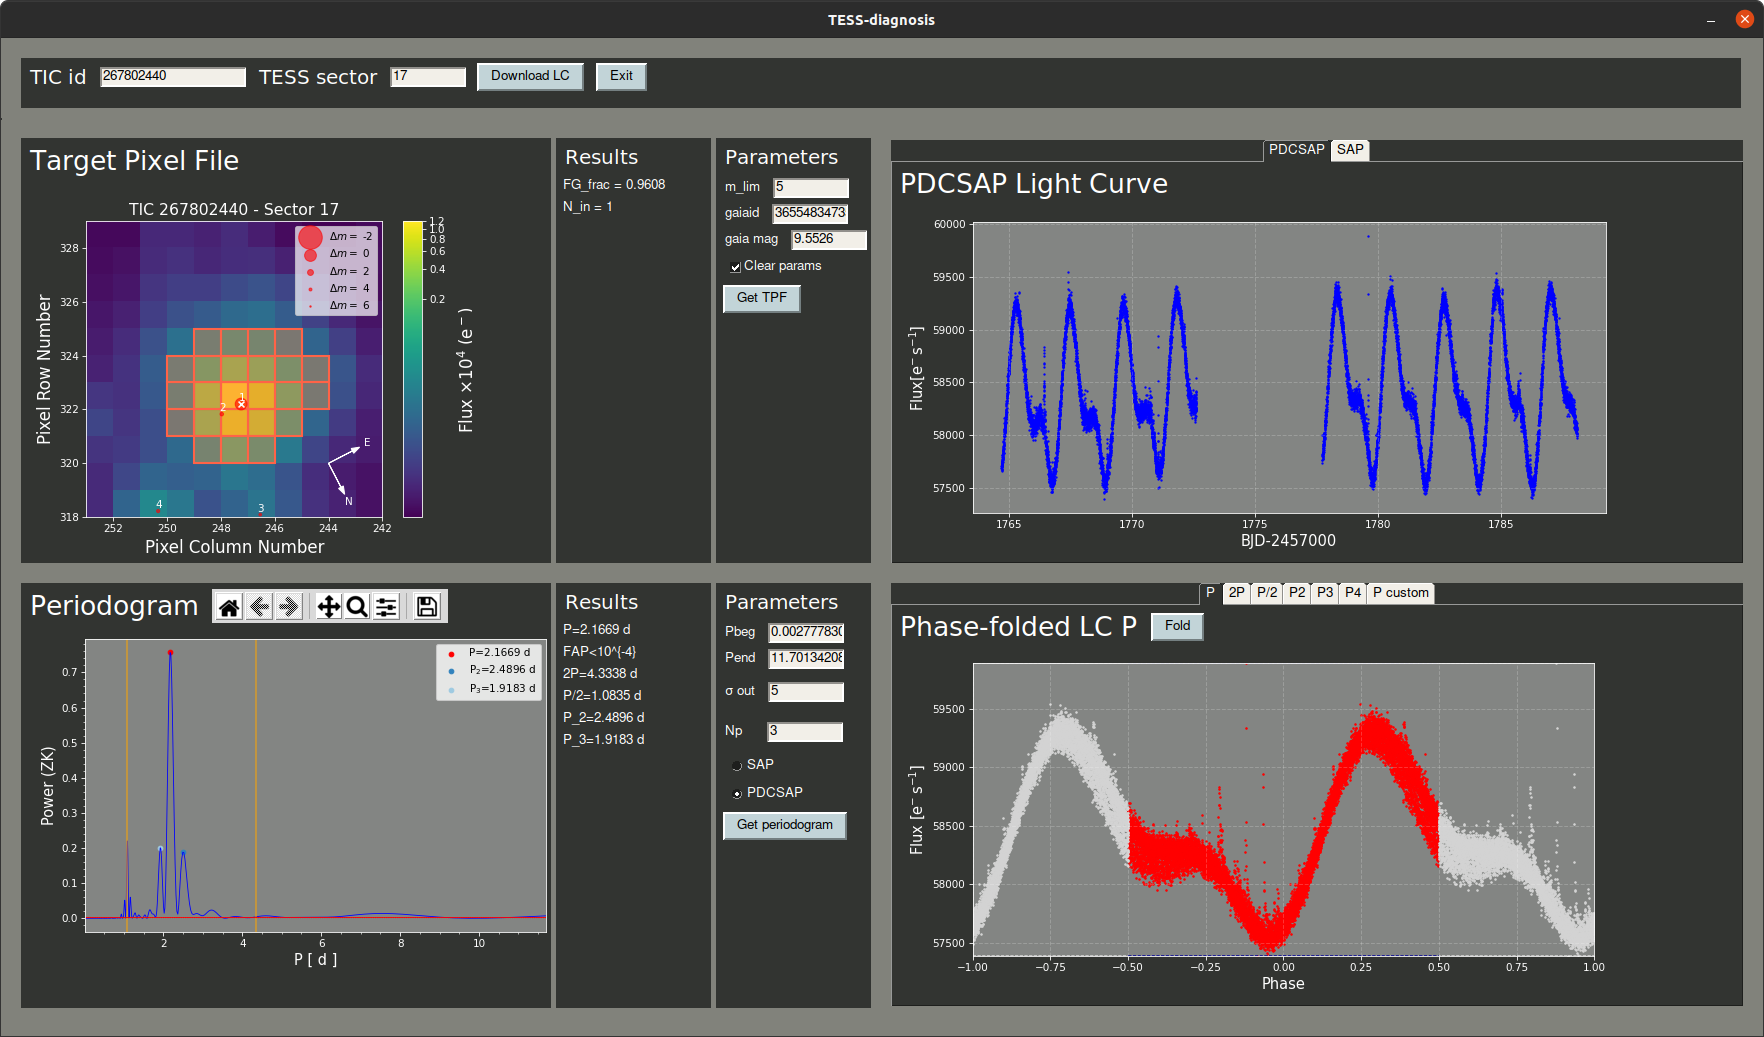 TESS-diagnosis
TIC id 267802440 TESS sector 17 Download LC Exit
Target Pixel File
TIC 267802440 - Sector 17
Δm = -2
Δm = 0
Δm = 2
Δm = 4
Δm = 6
328
326
324
322
320
318
Pixel Row Number
1
2
3
4
E
N
252 250 248 246 244 242
Pixel Column Number
1.2
1.0
0.8
0.6
0.4
0.2
Flux ×10⁴ (e⁻)
Results
FG_frac = 0.9608
N_in = 1
Parameters
m_lim 5
gaiaid 3655483473
gaia mag 9.5526
Clear params
Get TPF
PDCSAP SAP
PDCSAP Light Curve
60000
59500
59000
58500
58000
57500
Flux[e⁻ s⁻¹]
1765 1770 1775 1780 1785
BJD-2457000
Periodogram
P=2.1669 d
P₂=2.4896 d
P₃=1.9183 d
0.7
0.6
0.5
0.4
0.3
0.2
0.1
0.0
Power (ZK)
2 4 6 8 10
P [ d ]
Results
P=2.1669 d
FAP<10^{-4}
2P=4.3338 d
P/2=1.0835 d
P_2=2.4896 d
P_3=1.9183 d
Parameters
Pbeg 0.002777830
Pend 11.70134208
σ out 5
Np 3
SAP
PDCSAP
Get periodogram
P 2P P/2 P2 P3 P4 P custom
Phase-folded LC P Fold
59500
59000
58500
58000
57500
Flux [e⁻ s⁻¹]
−1.00 −0.75 −0.50 −0.25 0.00 0.25 0.50 0.75 1.00
Phase